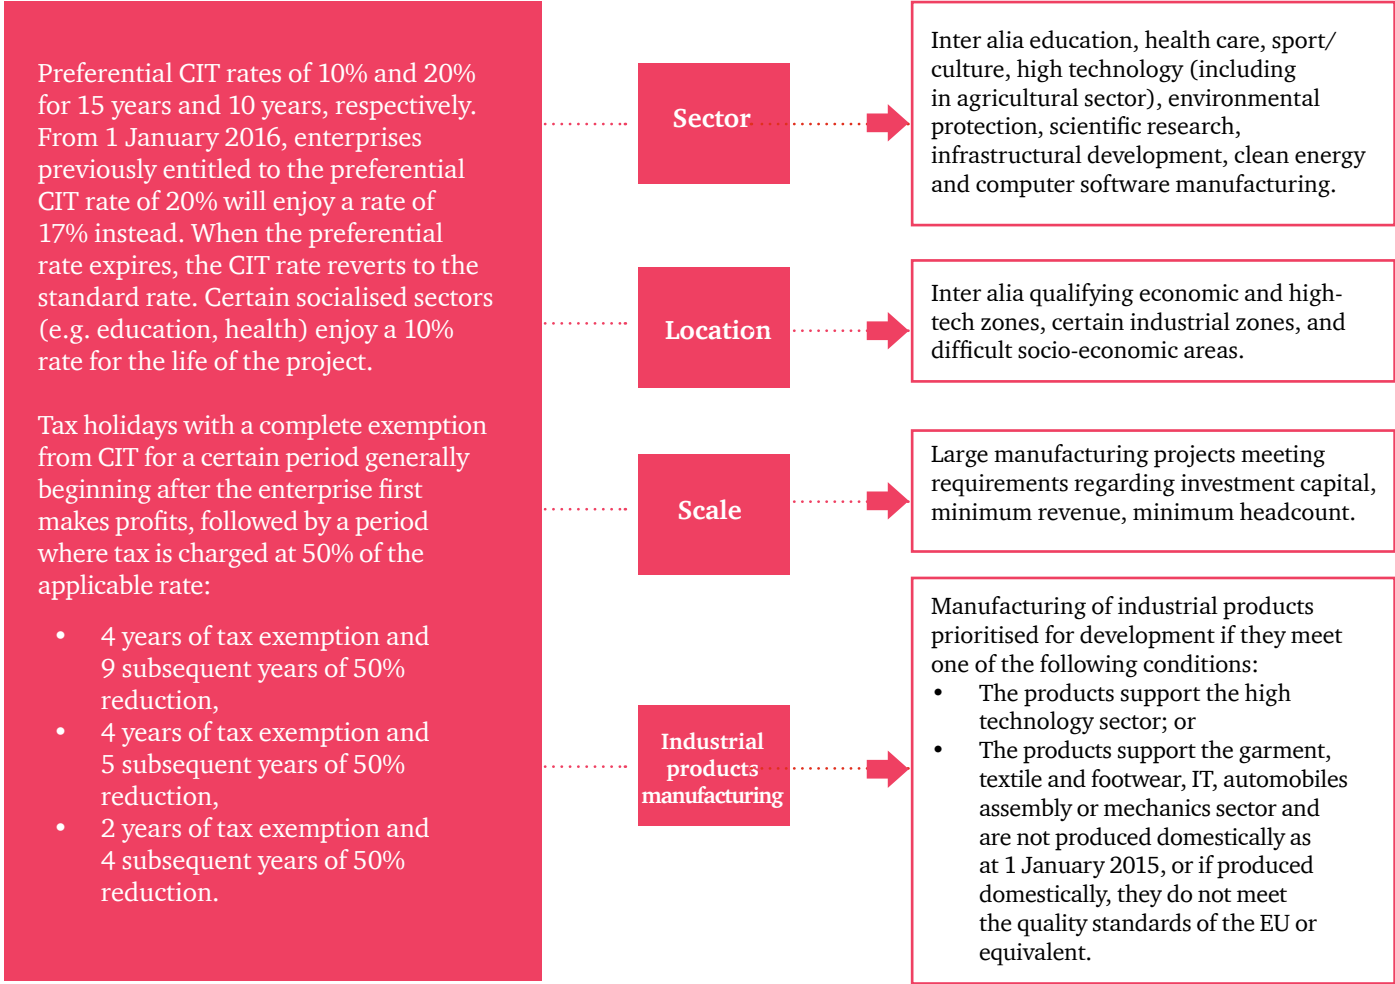 Preferential CIT rates of 10% and 20%
for 15 years and 10 years, respectively.
From 1 January 2016, enterprises
previously entitled to the preferential
CIT rate of 20% will enjoy a rate of
17% instead. When the preferential
rate expires, the CIT rate reverts to the
standard rate. Certain socialised sectors
(e.g. education, health) enjoy a 10%
rate for the life of the project.
Tax holidays with a complete exemption
from CIT for a certain period generally
beginning after the enterprise first
makes profits, followed by a period
where tax is charged at 50% of the
applicable rate:
• 4 years of tax exemption and
9 subsequent years of 50%
reduction,
• 4 years of tax exemption and
5 subsequent years of 50%
reduction,
• 2 years of tax exemption and
4 subsequent years of 50%
reduction.
Sector
Inter alia education, health care, sport/
culture, high technology (including
in agricultural sector), environmental
protection, scientific research,
infrastructural development, clean energy
and computer software manufacturing.
Location
Inter alia qualifying economic and high-
tech zones, certain industrial zones, and
difficult socio-economic areas.
Scale
Large manufacturing projects meeting
requirements regarding investment capital,
minimum revenue, minimum headcount.
Industrial
products
manufacturing
Manufacturing of industrial products
prioritised for development if they meet
one of the following conditions:
• The products support the high
technology sector; or
• The products support the garment,
textile and footwear, IT, automobiles
assembly or mechanics sector and
are not produced domestically as
at 1 January 2015, or if produced
domestically, they do not meet
the quality standards of the EU or
equivalent.